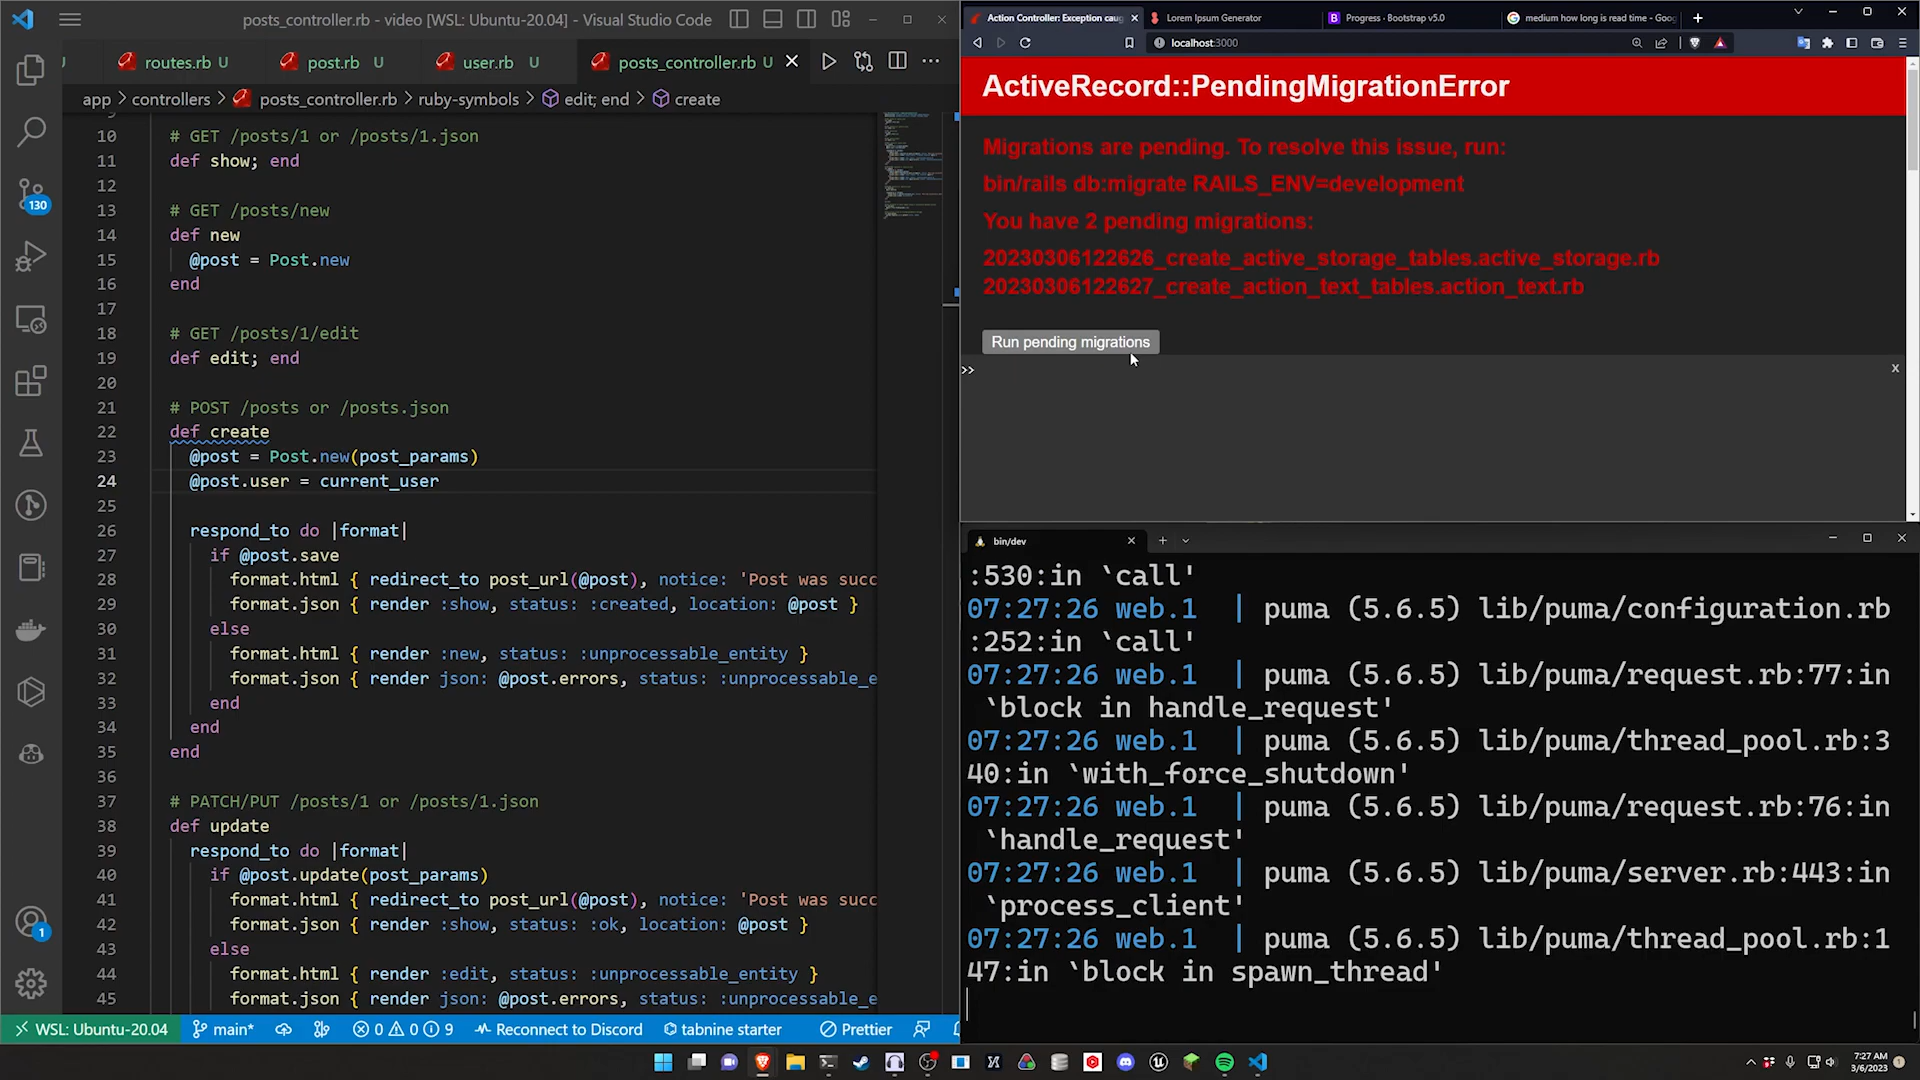 posts_controller.rb - video [WSL: Ubuntu-20.04] - Visual Studio Code
routes.rb U
post.rb U
user.rb U
posts_controller.rb U
app > controllers > posts_controller.rb > ruby-symbols > edit; end > create
10 # GET /posts/1 or /posts/1.json
11 def show; end
12
13 # GET /posts/new
14 def new
15 @post = Post.new
16 end
17
18 # GET /posts/1/edit
19 def edit; end
20
21 # POST /posts or /posts.json
22 def create
23 @post = Post.new(post_params)
24 @post.user = current_user
25
26 respond_to do |format|
27 if @post.save
28 format.html { redirect_to post_url(@post), notice: 'Post was succ
29 format.json { render :show, status: :created, location: @post }
30 else
31 format.html { render :new, status: :unprocessable_entity }
32 format.json { render json: @post.errors, status: :unprocessable_e
33 end
34 end
35 end
36
37 # PATCH/PUT /posts/1 or /posts/1.json
38 def update
39 respond_to do |format|
40 if @post.update(post_params)
41 format.html { redirect_to post_url(@post), notice: 'Post was succ
42 format.json { render :show, status: :ok, location: @post }
43 else
44 format.html { render :edit, status: :unprocessable_entity }
45 format.json { render json: @post.errors, status: :unprocessable_e
130
1
WSL: Ubuntu-20.04 main* 0 0 9 Reconnect to Discord tabnine starter Prettier
Action Controller: Exception caug
Lorem Ipsum Generator
Progress · Bootstrap v5.0
medium how long is read time - Goo
localhost:3000
ActiveRecord::PendingMigrationError
Migrations are pending. To resolve this issue, run:
bin/rails db:migrate RAILS_ENV=development
You have 2 pending migrations:
20230306122626_create_active_storage_tables.active_storage.rb
20230306122627_create_action_text_tables.action_text.rb
Run pending migrations
>>
x
bin/dev
:530:in `call'
07:27:26 web.1 | puma (5.6.5) lib/puma/configuration.rb
:252:in `call'
07:27:26 web.1 | puma (5.6.5) lib/puma/request.rb:77:in
`block in handle_request'
07:27:26 web.1 | puma (5.6.5) lib/puma/thread_pool.rb:3
40:in `with_force_shutdown'
07:27:26 web.1 | puma (5.6.5) lib/puma/request.rb:76:in
`handle_request'
07:27:26 web.1 | puma (5.6.5) lib/puma/server.rb:443:in
`process_client'
07:27:26 web.1 | puma (5.6.5) lib/puma/thread_pool.rb:1
47:in `block in spawn_thread'
7:27 AM
3/6/2023